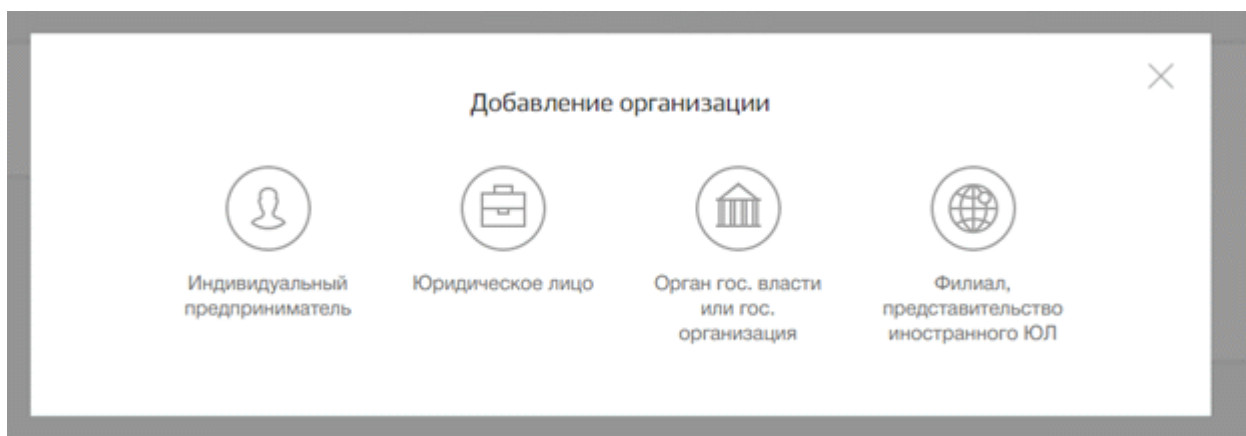 Добавление организации
Индивидуальный
предприниматель
Юридическое лицо
Орган гос. власти
или гос.
организация
Филиал,
представительство
иностранного ЮЛ